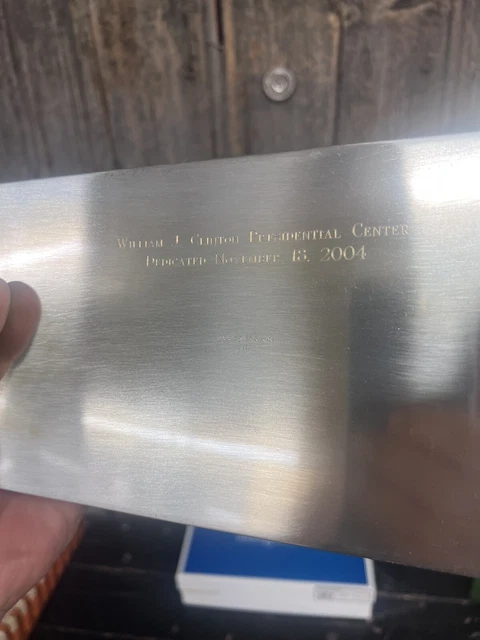 William J. Clinton Presidential Center
Dedicated November 18, 2004